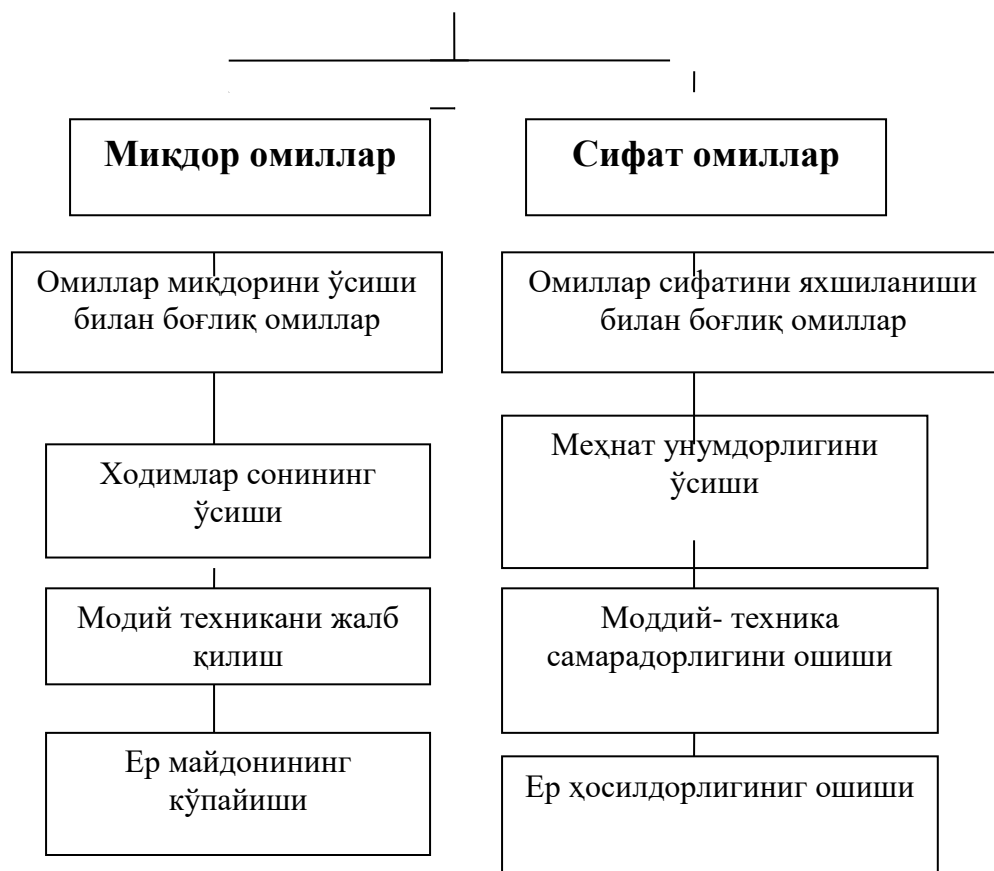 Миқдор омиллар
Сифат омиллар
Омиллар миқдорини ўсиши
билан боғлиқ омиллар
Омиллар сифатини яхшиланиши
билан боғлиқ омиллар
Ходимлар сонининг
ўсиши
Меҳнат унумдорлигини
ўсиши
Модий техникани жалб
қилиш
Моддий- техника
самарадорлигини ошиши
Ер майдонининг
кўпайиши
Ер ҳосилдорлигиниг ошиши